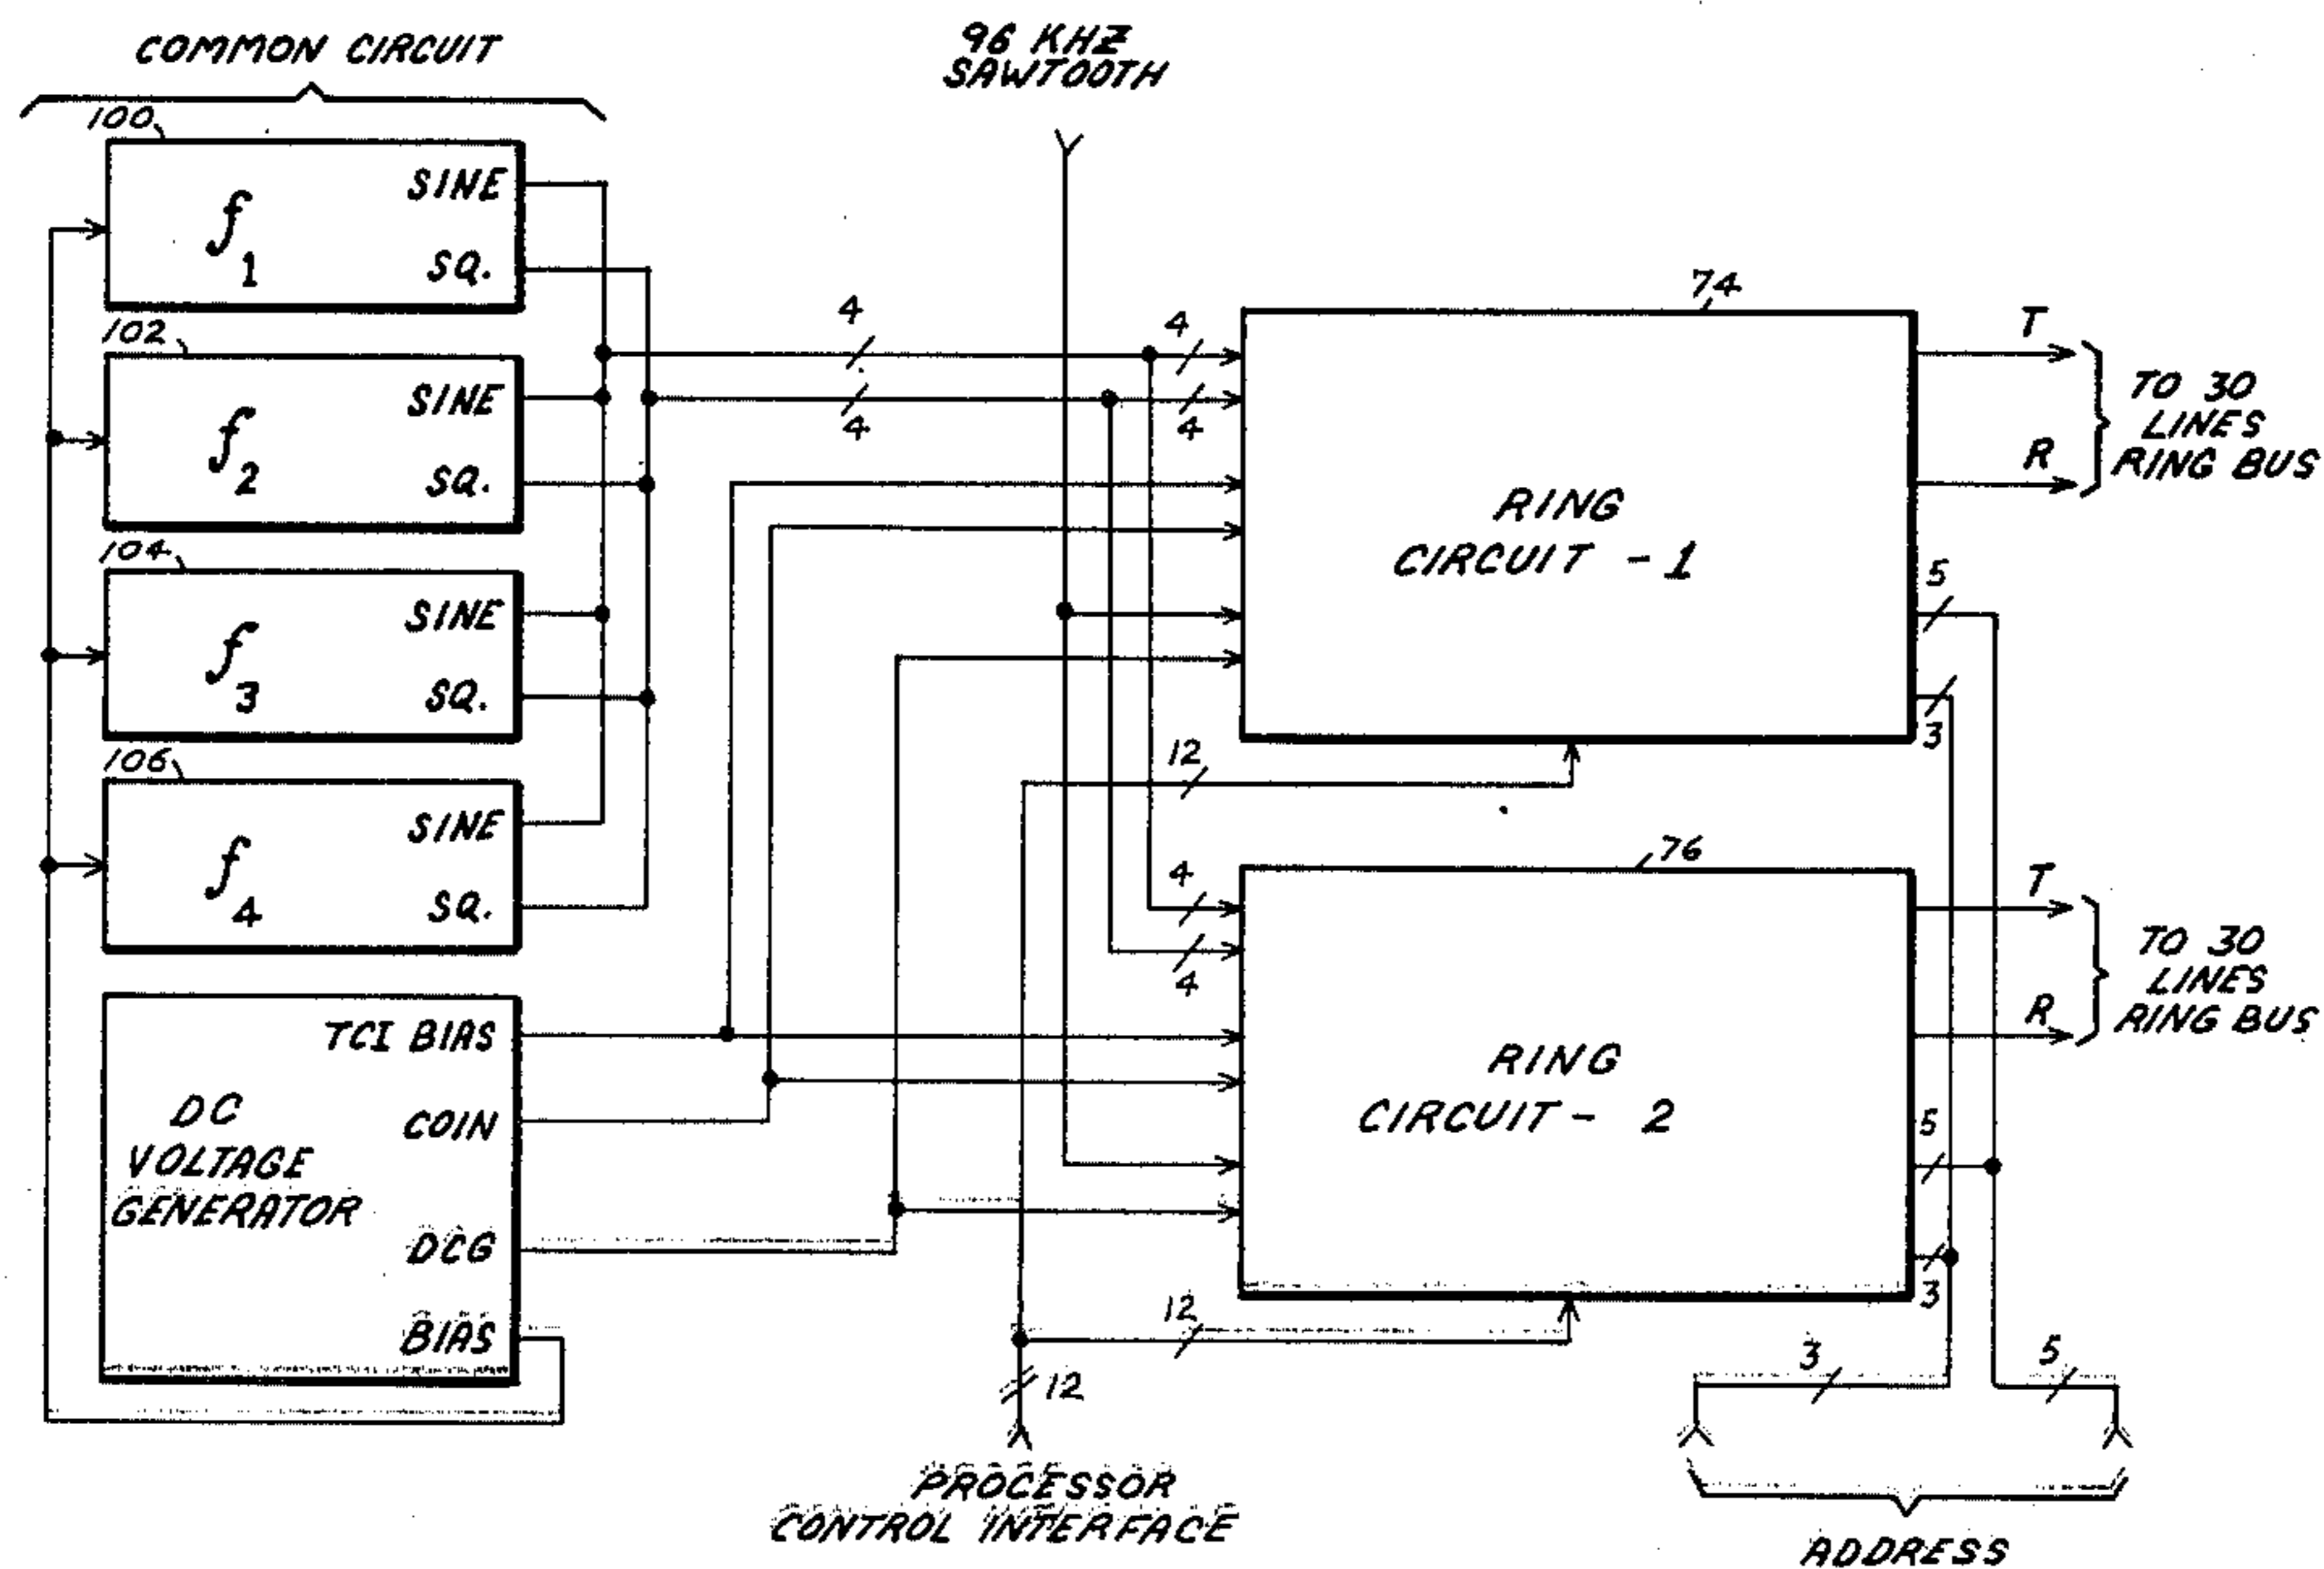 COMMON CIRCUIT
96 KHZ
SAWTOOTH
100
SINE
f1
SQ.
102
SINE
f2
SQ.
104
SINE
f3
SQ.
106
SINE
f4
SQ.
TCI BIAS
DC
VOLTAGE
GENERATOR
COIN
DCG
BIAS
4
4
4
4
74
RING
CIRCUIT - 1
T
R
TO 30
LINES
RING BUS
5
3
12
76
4
4
RING
CIRCUIT - 2
T
R
TO 30
LINES
RING BUS
5
3
12
12
3
5
PROCESSOR
CONTROL INTERFACE
ADDRESS